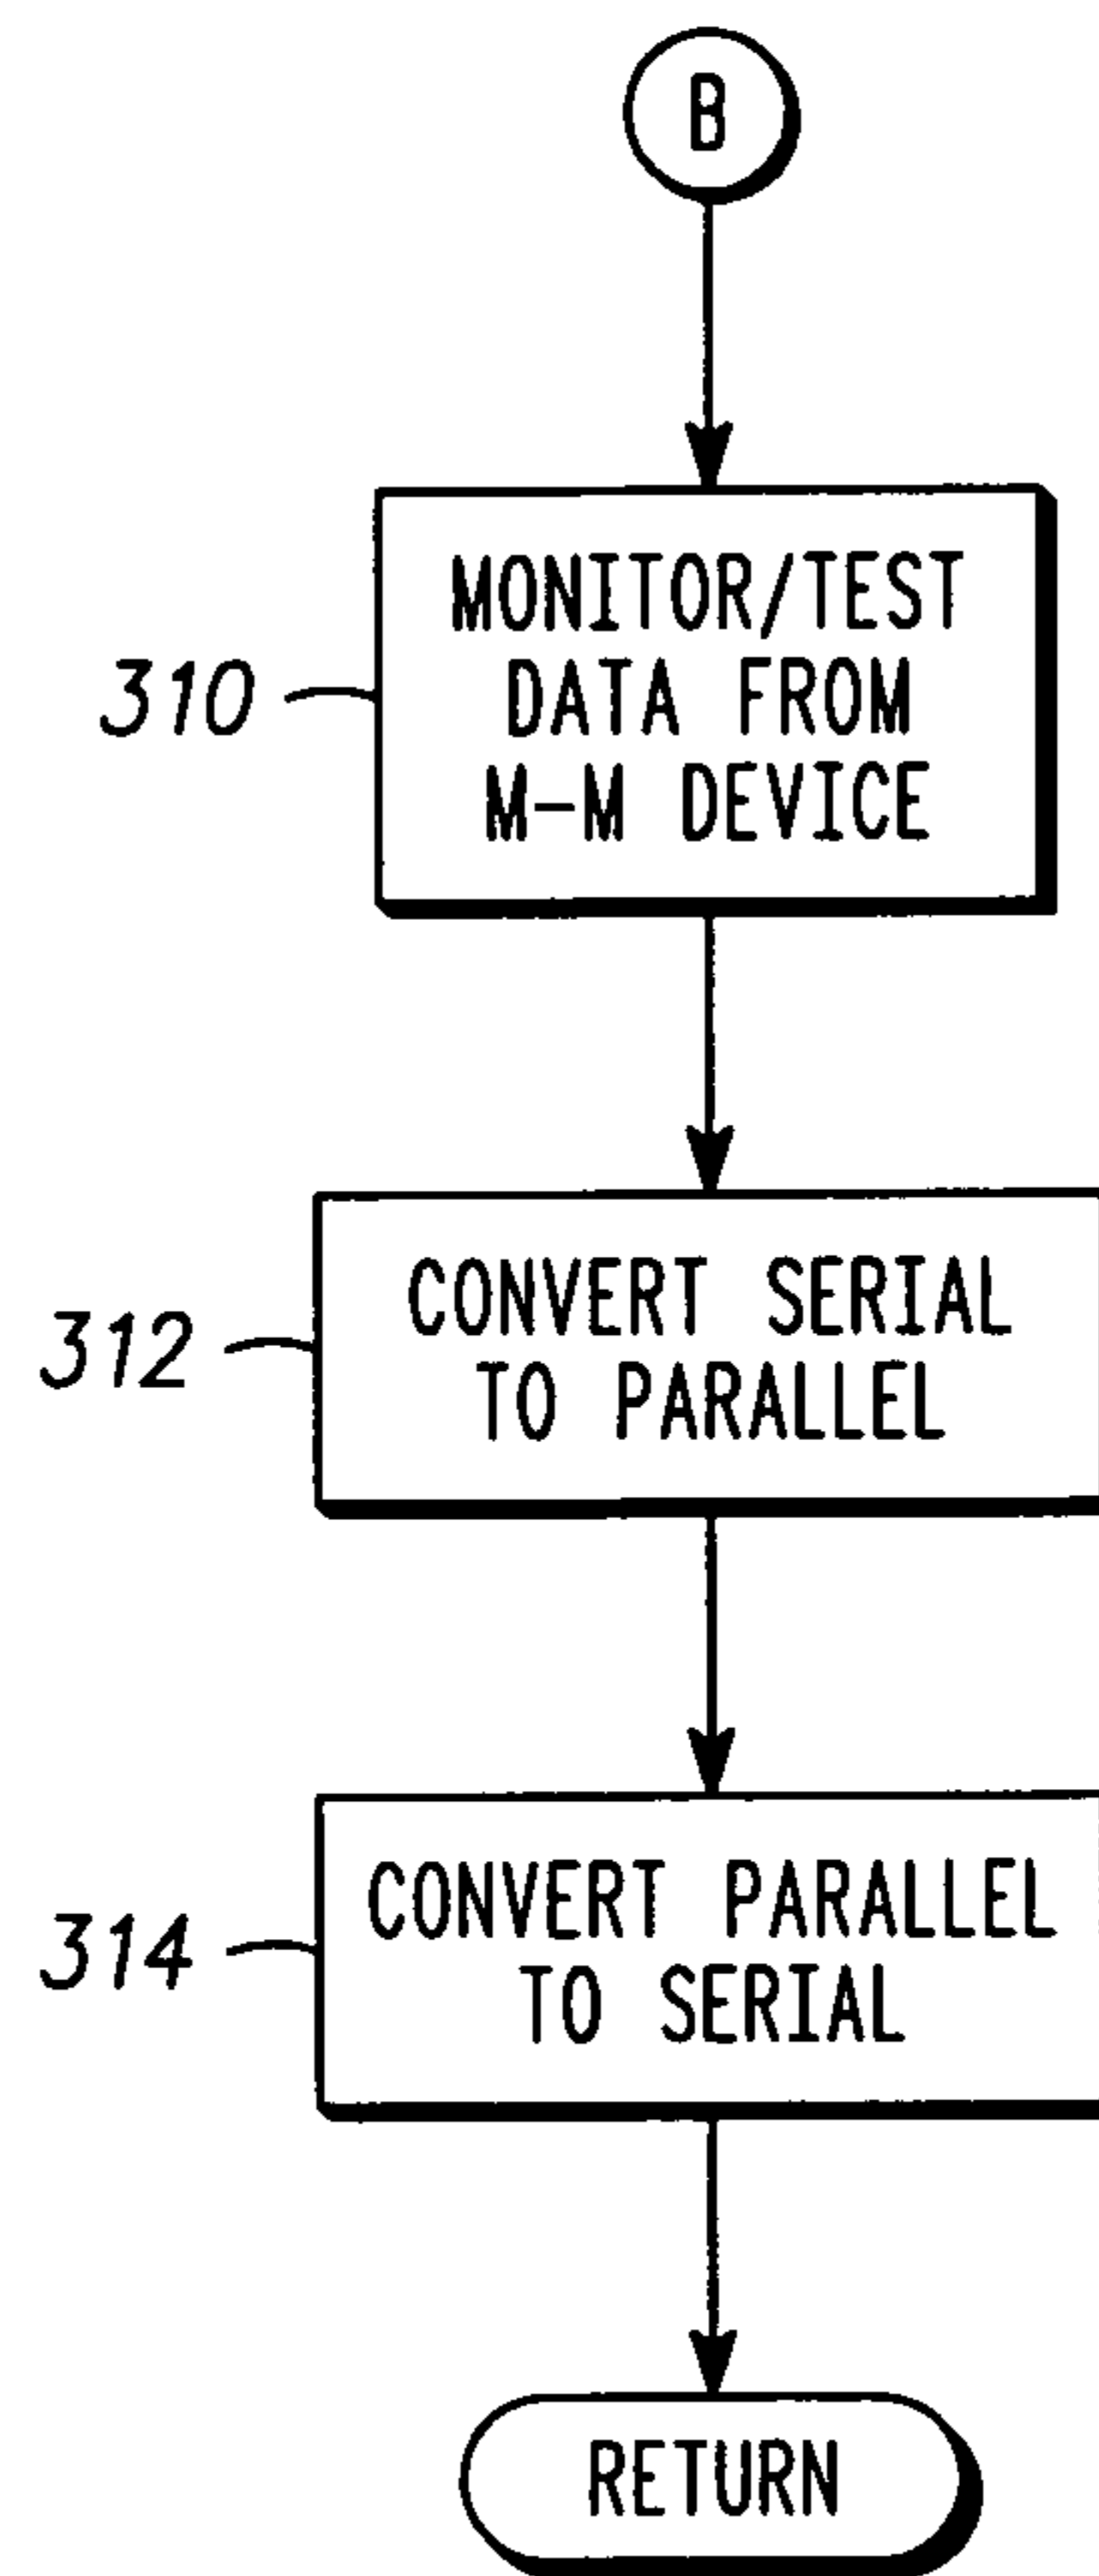 B
MONITOR/TEST
310
DATA FROM
M-M DEVICE
CONVERT SERIAL
312
TO PARALLEL
CONVERT PARALLEL
314
TO SERIAL
RETURN